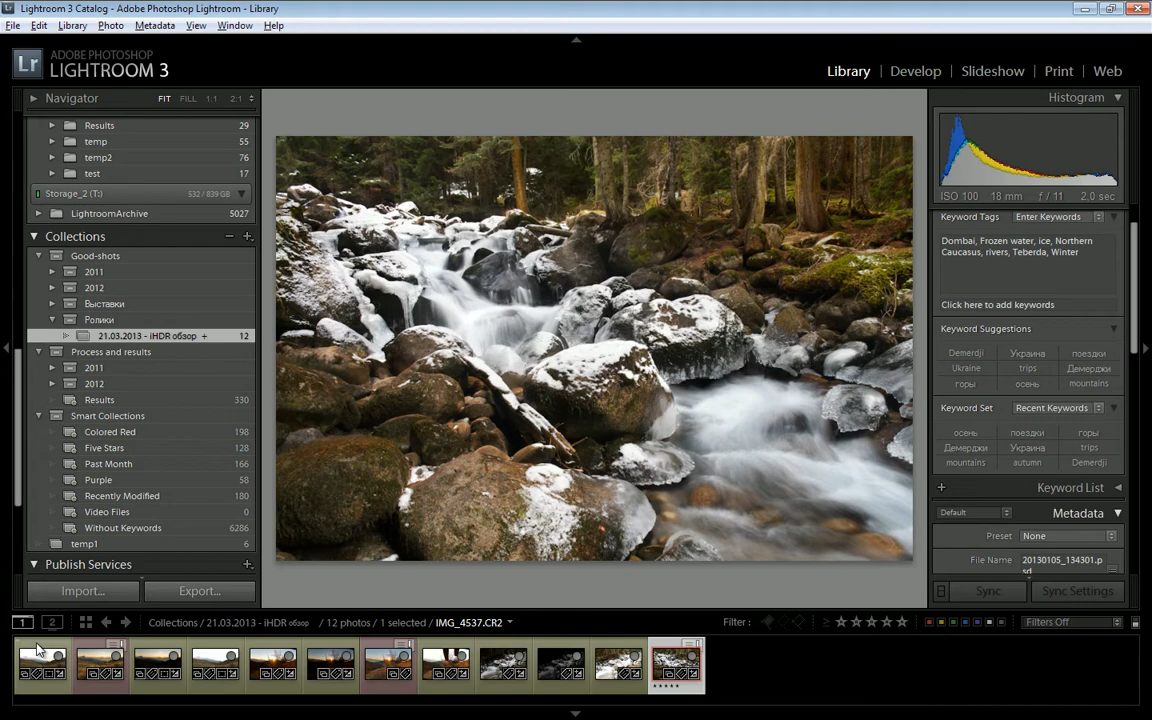 Lightroom 3 Catalog - Adobe Photoshop Lightroom - Library
File Edit Library Photo Metadata View Window Help
Lr ADOBE PHOTOSHOP
LIGHTROOM 3
Library | Develop | Slideshow | Print | Web
Navigator FIT FILL 1:1 2:1
Results 29
temp 55
temp2 76
test 17
Storage_2 (T:) 532 / 839 GB
LightroomArchive 5027
Collections
Good-shots
2011
2012
Выставки
Ролики
21.03.2013 - iHDR обзор + 12
Process and results
2011
2012
Results 330
Smart Collections
Colored Red 198
Five Stars 128
Past Month 166
Purple 58
Recently Modified 180
Video Files 0
Without Keywords 6286
temp1 6
Publish Services
Import... Export...
Histogram
ISO 100 18 mm f / 11 2.0 sec
Keyword Tags Enter Keywords
Dombai, Frozen water, ice, Northern
Caucasus, rivers, Teberda, Winter
Click here to add keywords
Keyword Suggestions
Demerdji Украина поездки
Ukraine trips Демерджи
горы осень mountains
Keyword Set Recent Keywords
осень поездки горы
Демерджи Украина trips
mountains autumn Demerdji
Keyword List
Default Metadata
Preset None
File Name 20130105_134301.p
sd
Sync Sync Settings
1 2 Collections / 21.03.2013 - iHDR обзор / 12 photos / 1 selected / IMG_4537.CR2 Filter : Filters Off